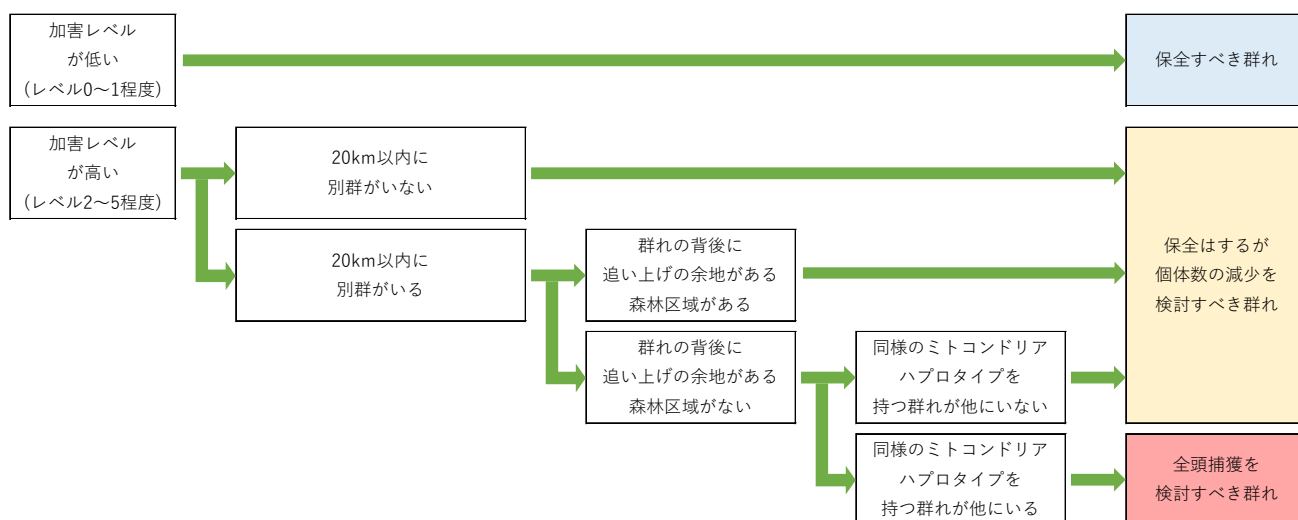 加害レベル
が低い
(レベル0～1程度)
保全すべき群れ
加害レベル
が高い
(レベル2～5程度)
20km以内に
別群がいない
20km以内に
別群がいる
群れの背後に
追い上げの余地がある
森林区域がある
群れの背後に
追い上げの余地がある
森林区域がない
同様のミトコンドリア
ハプロタイプを
持つ群れが他にいない
同様のミトコンドリア
ハプロタイプを
持つ群れが他にいる
保全はするが
個体数の減少を
検討すべき群れ
全頭捕獲を
検討すべき群れ